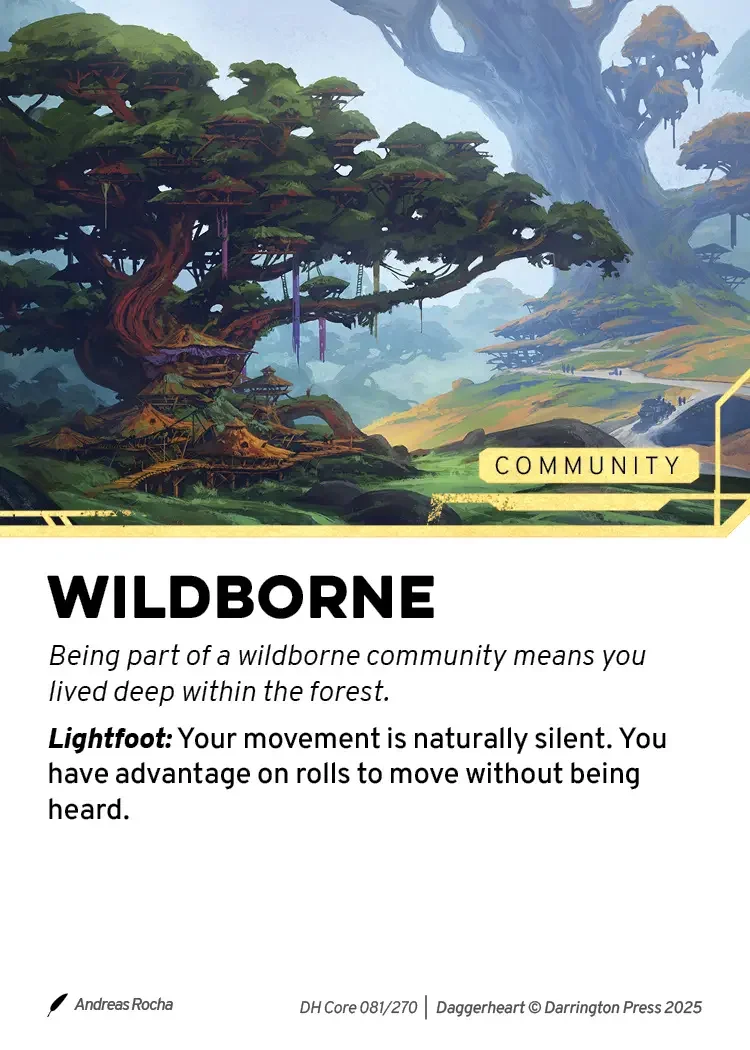 COMMUNITY
WILDBORNE
Being part of a wildborne community means you
lived deep within the forest.
Lightfoot: Your movement is naturally silent. You
have advantage on rolls to move without being
heard.
Andreas Rocha
DH Core 081/270 | Daggerheart © Darrington Press 2025